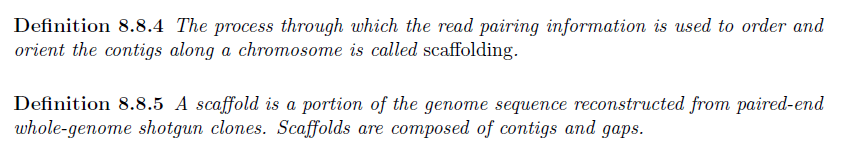 Definition 8.8.4 The process through which the read pairing information is used to order and
orient the contigs along a chromosome is called scaffolding.
Definition 8.8.5 A scaffold is a portion of the genome sequence reconstructed from paired-end
whole-genome shotgun clones. Scaffolds are composed of contigs and gaps.